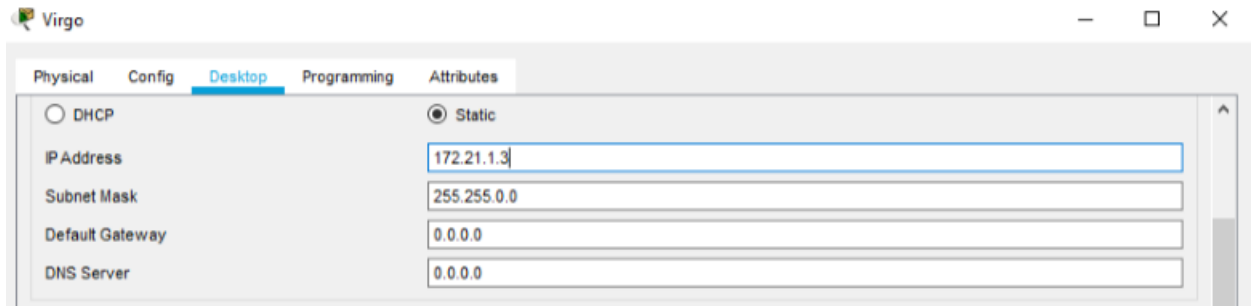 Virgo
Physical Config Desktop Programming Attributes
DHCP Static
IP Address 172.21.1.3
Subnet Mask 255.255.0.0
Default Gateway 0.0.0.0
DNS Server 0.0.0.0